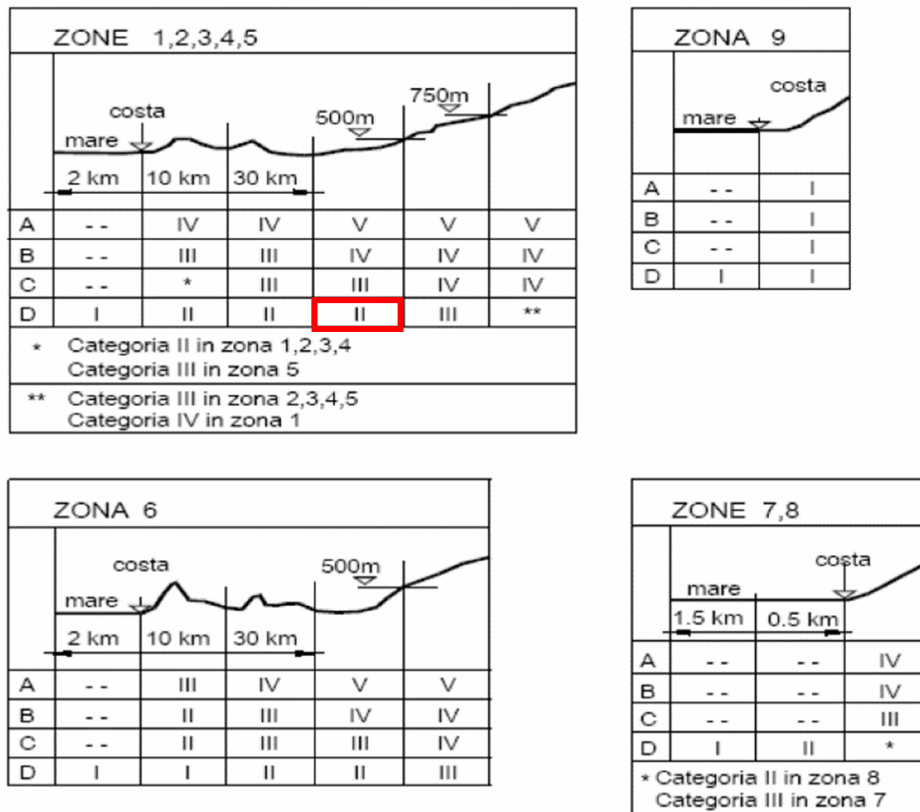 ZONE 1,2,3,4,5
costa
mare
500m
750m
2 km 10 km 30 km
A -- IV IV V V V
B -- III III IV IV IV
C -- * III III IV IV
D I II II II III **
* Categoria II in zona 1,2,3,4
Categoria III in zona 5
** Categoria III in zona 2,3,4,5
Categoria IV in zona 1
ZONA 9
costa
mare
A -- I
B -- I
C -- I
D I I
ZONA 6
costa
mare
500m
2 km 10 km 30 km
A -- III IV V V
B -- II III IV IV
C -- II III III IV
D I I II II III
ZONE 7,8
costa
mare
1.5 km 0.5 km
A -- -- IV
B -- -- IV
C -- -- III
D I II *
* Categoria II in zona 8
Categoria III in zona 7